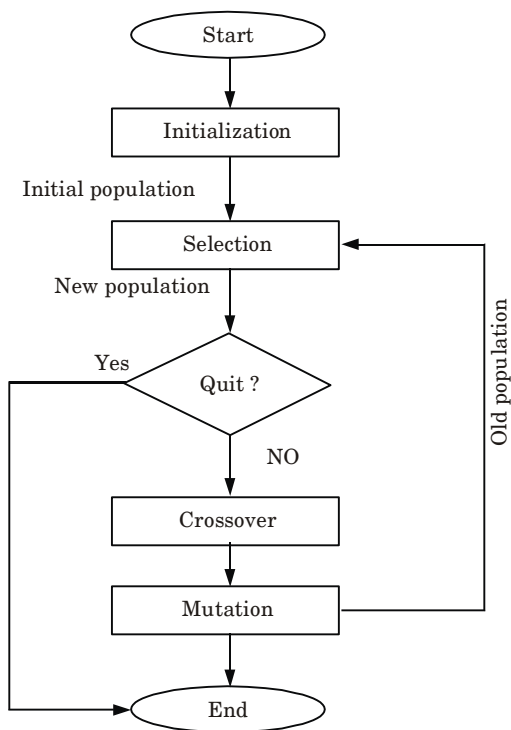 Start
Initialization
Initial population
Selection
New population
Yes
Quit ?
Old population
NO
Crossover
Mutation
End